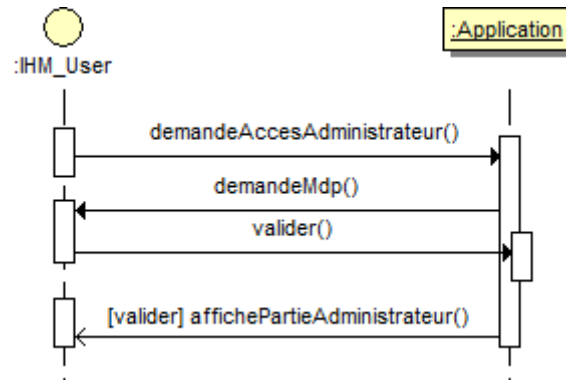 :IHM_User
:Application
demandeAccesAdministrateur()
demandeMdp()
valider()
[valider] affichePartieAdministrateur()